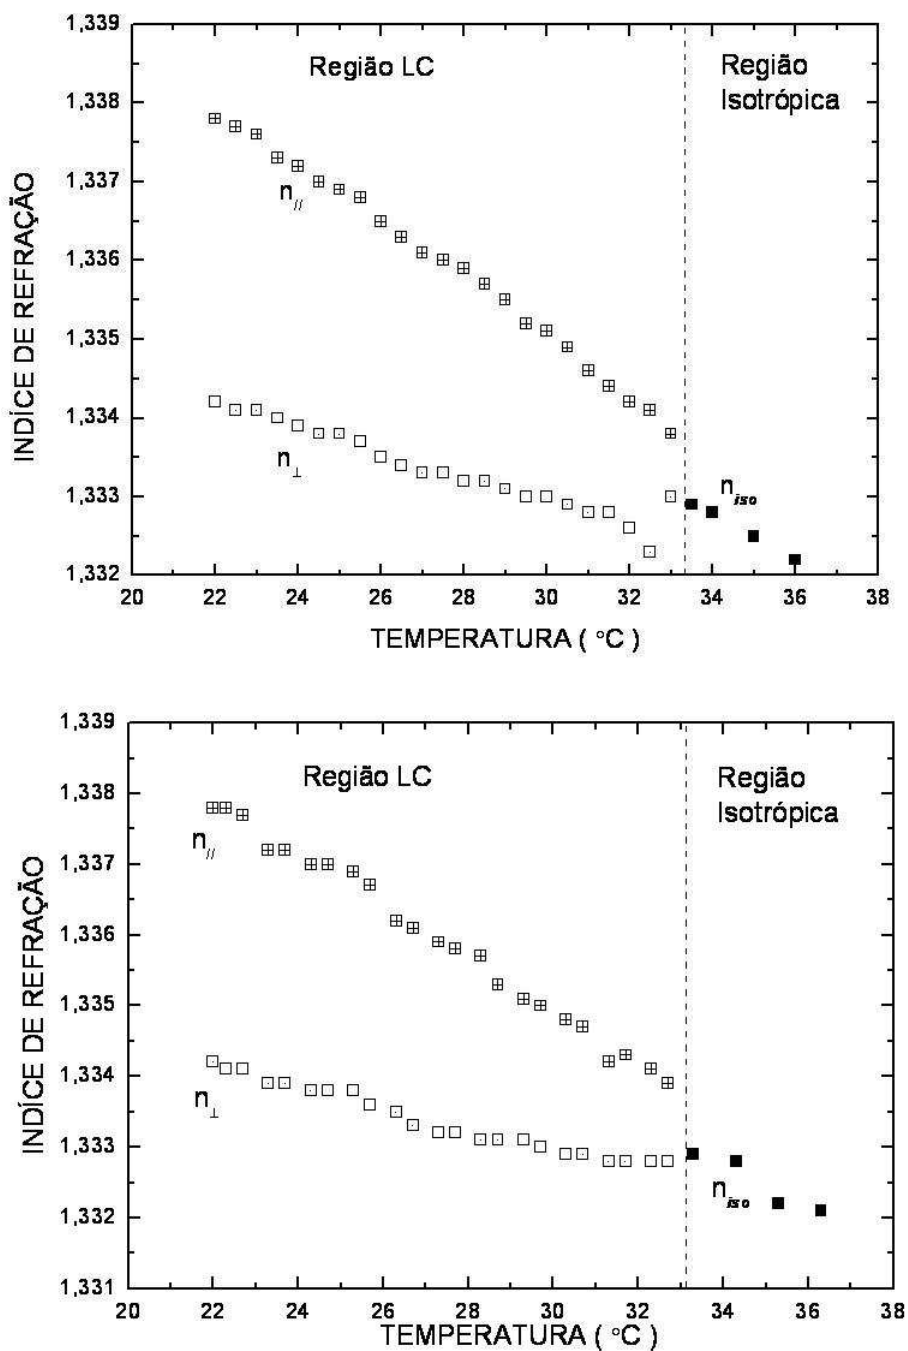 1,339
Região LC
Região
Isotrópica
1,338
1,337
n//
1,336
1,335
1,334
n⊥
1,333
niso
1,332
20 22 24 26 28 30 32 34 36 38
INDÍCE DE REFRAÇÃO
TEMPERATURA ( °C )
1,339
Região LC
Região
Isotrópica
1,338
n//
1,337
1,336
1,335
1,334
n⊥
1,333
niso
1,332
1,331
20 22 24 26 28 30 32 34 36 38
INDÍCE DE REFRAÇÃO
TEMPERATURA ( °C )